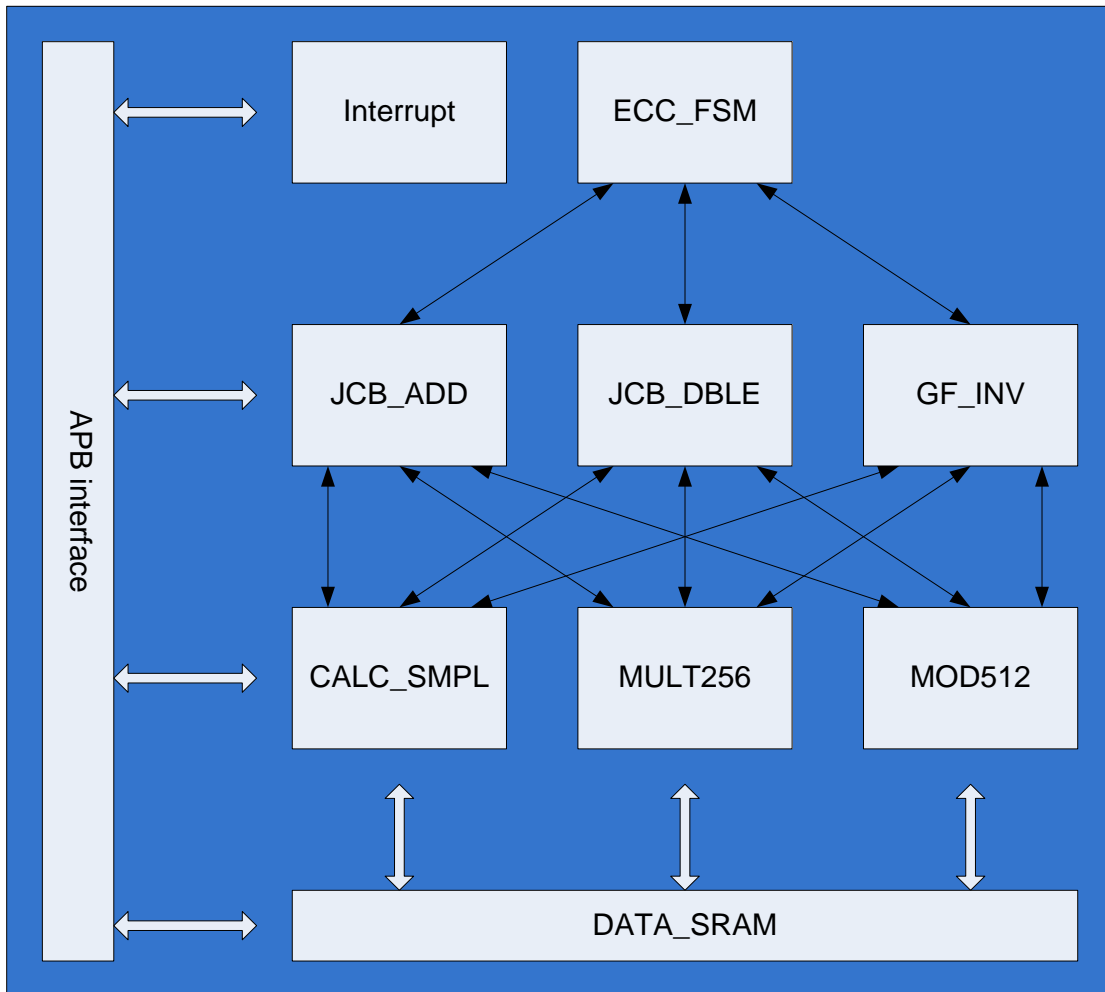 Interrupt
ECC_FSM
APB interface
JCB_ADD
JCB_DBLE
GF_INV
CALC_SMPL
MULT256
MOD512
DATA_SRAM